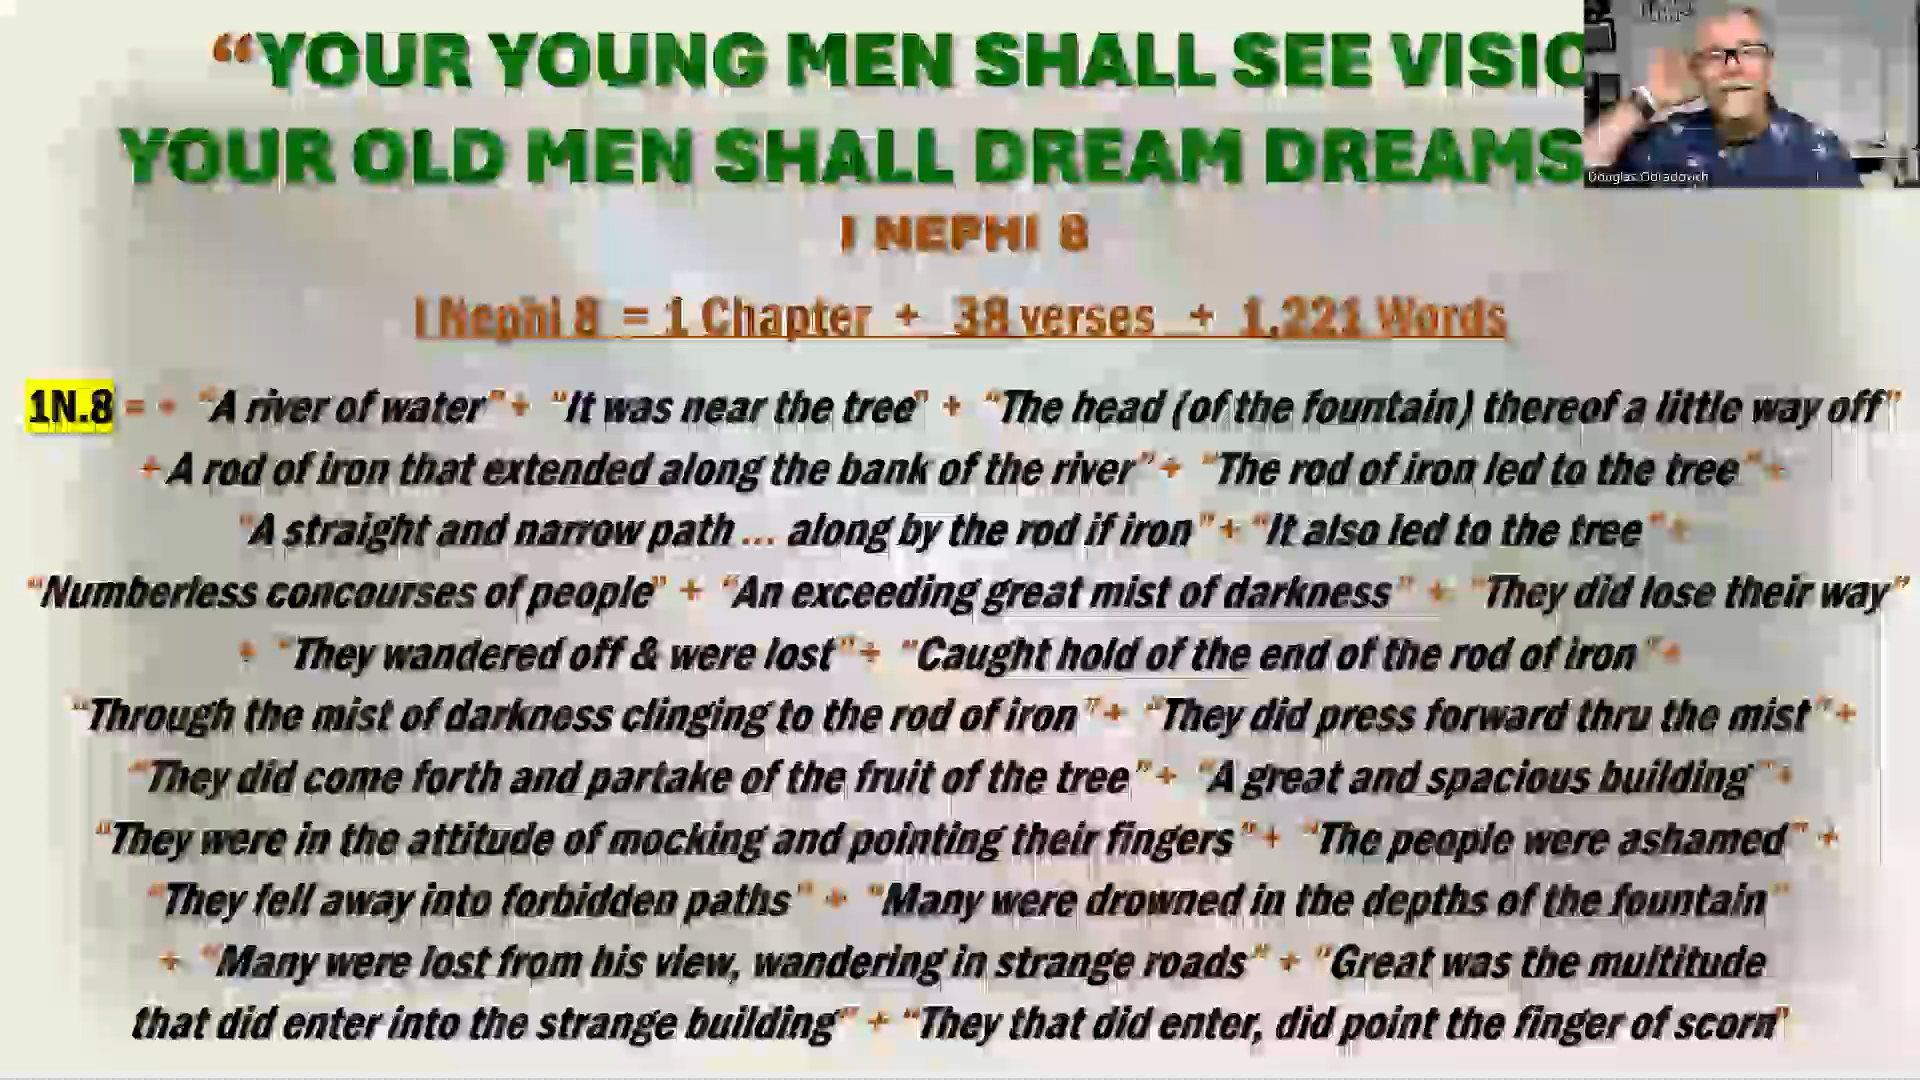 “YOUR YOUNG MEN SHALL SEE VISIO
YOUR OLD MEN SHALL DREAM DREAMS
I NEPHI 8
I Nephi 8 = 1 Chapter + 38 verses + 1,221 Words
1N.8 = + “A river of water” + “It was near the tree” + “The head (of the fountain) thereof a little way off”
+ A rod of iron that extended along the bank of the river” + “The rod of iron led to the tree” +
“A straight and narrow path ... along by the rod if iron” + “It also led to the tree” +
“Numberless concourses of people” + “An exceeding great mist of darkness” + “They did lose their way”
+ “They wandered off & were lost” + “Caught hold of the end of the rod of iron” +
“Through the mist of darkness clinging to the rod of iron” + “They did press forward thru the mist” +
“They did come forth and partake of the fruit of the tree” + “A great and spacious building” +
“They were in the attitude of mocking and pointing their fingers” + “The people were ashamed” +
“They fell away into forbidden paths” + “Many were drowned in the depths of the fountain”
+ “Many were lost from his view, wandering in strange roads” + “Great was the multitude
that did enter into the strange building” + “They that did enter, did point the finger of scorn”
Douglas Obradovich